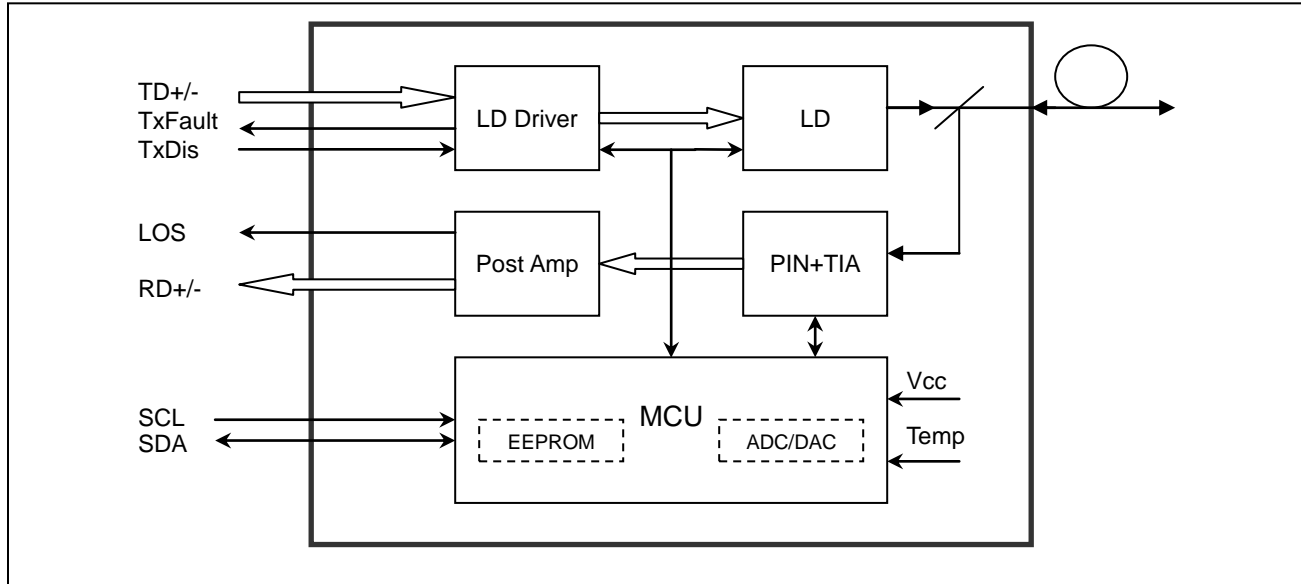 TD+/-
TxFault
TxDis
LD Driver
LD
LOS
RD+/-
Post Amp
PIN+TIA
SCL
SDA
MCU
EEPROM
ADC/DAC
Vcc
Temp